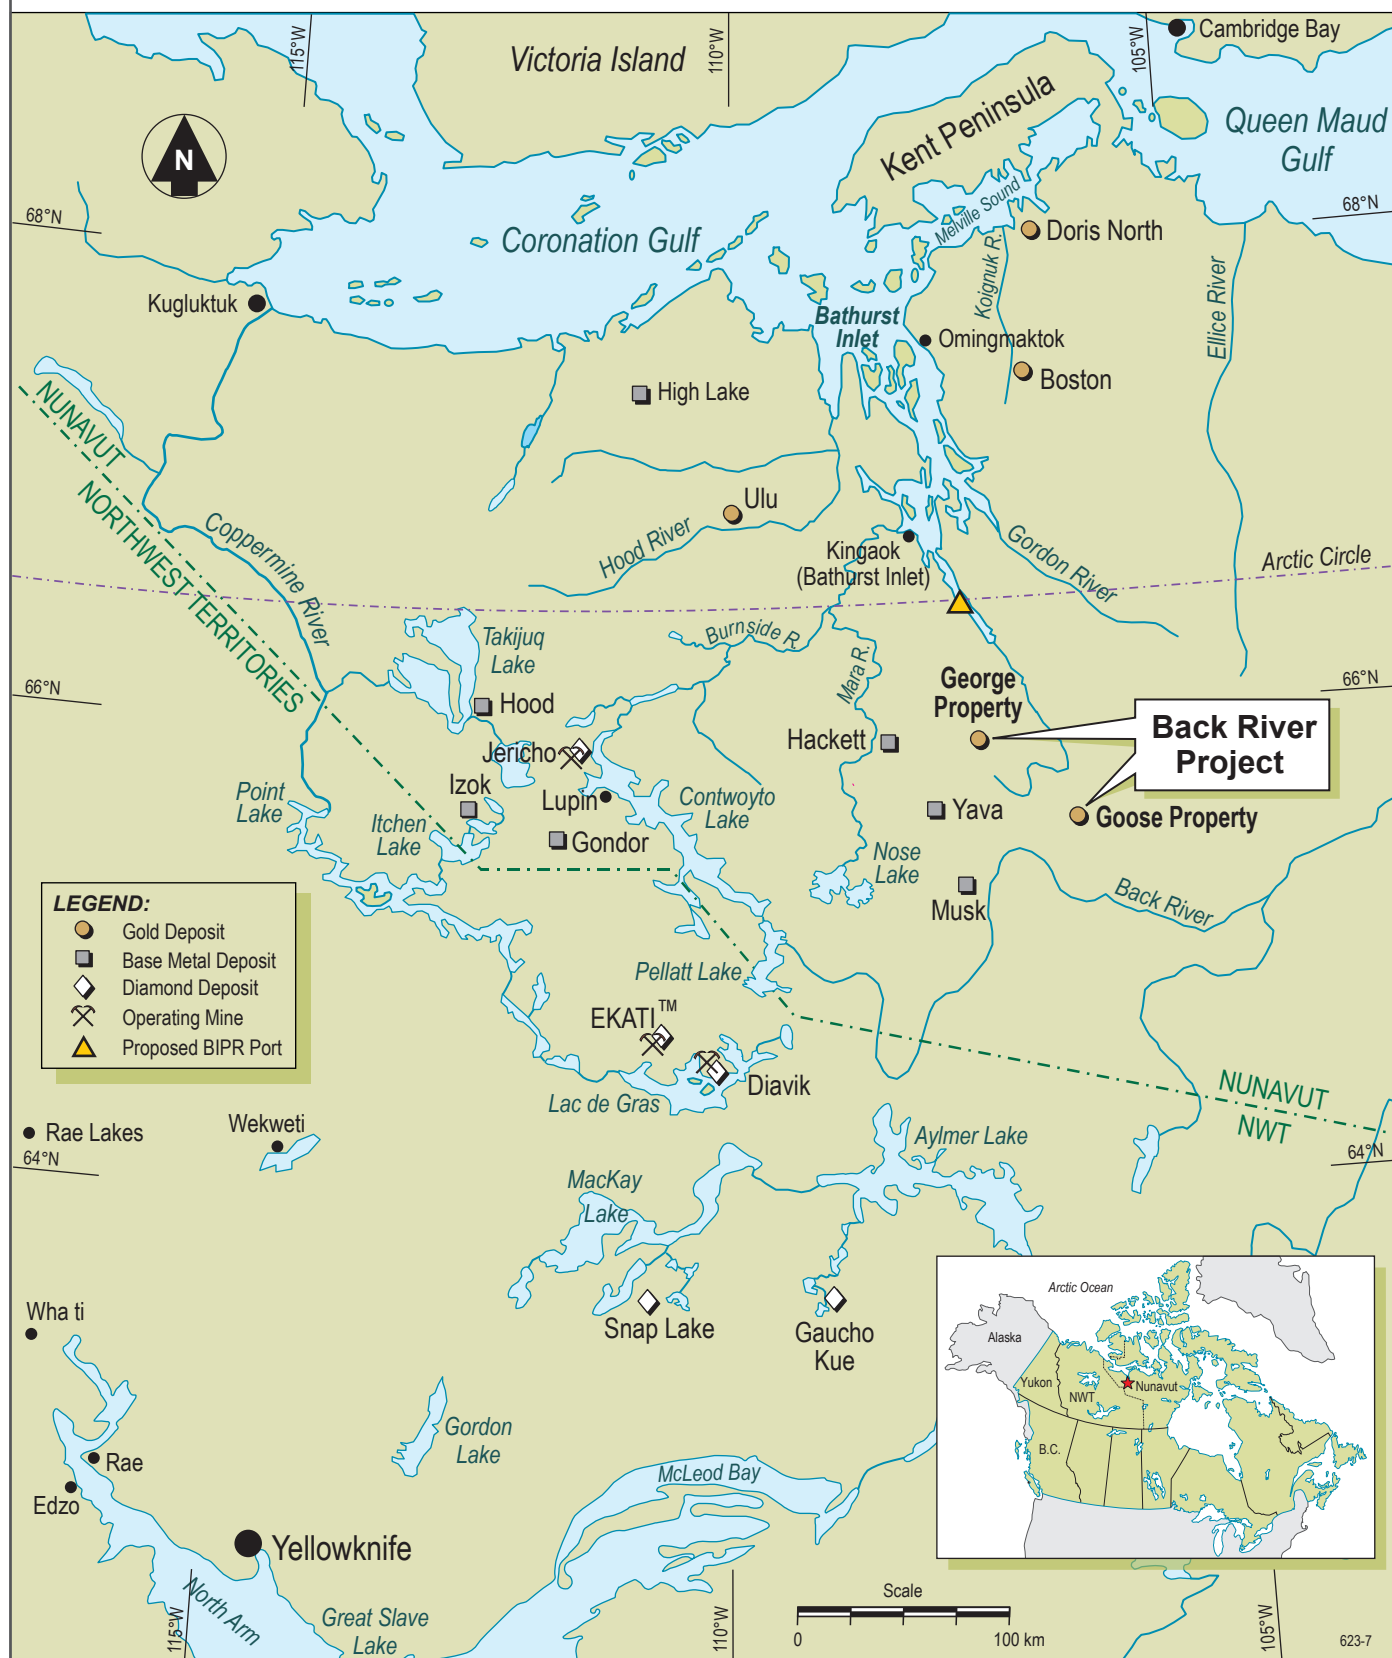 115°W
Victoria Island
110°W
105°W
Cambridge Bay
Kent Peninsula
Queen Maud
Gulf
N
68°N
68°N
Melville Sound
Coronation Gulf
Doris North
Koignuk R.
Ellice River
Kugluktuk
Bathurst
Inlet
Omingmaktok
Boston
High Lake
NUNAVUT
NORTHWEST TERRITORIES
Ulu
Coppermine River
Hood River
Kingaok
(Bathurst Inlet)
Gordon River
Arctic Circle
Takijuq
Lake
Burnside R.
Mara R.
66°N
66°N
George
Property
Hood
Back River
Project
Hackett
Jericho
Izok
Lupin
Contwoyto
Lake
Point
Lake
Itchen
Lake
Yava
Goose Property
Gondor
Nose
Lake
Musk
Back River
LEGEND:
Gold Deposit
Base Metal Deposit
Diamond Deposit
Operating Mine
Proposed BIPR Port
Pellatt Lake
EKATI™
Diavik
Lac de Gras
NUNAVUT
NWT
Rae Lakes
Wekweti
Aylmer Lake
64°N
64°N
MacKay
Lake
Snap Lake
Gaucho
Kue
Wha ti
Arctic Ocean
Alaska
Yukon
NWT
Nunavut
B.C.
Gordon
Lake
McLeod Bay
Rae
Edzo
Yellowknife
North Arm
Great Slave
Lake
115°W
110°W
105°W
Scale
0
100 km
623-7